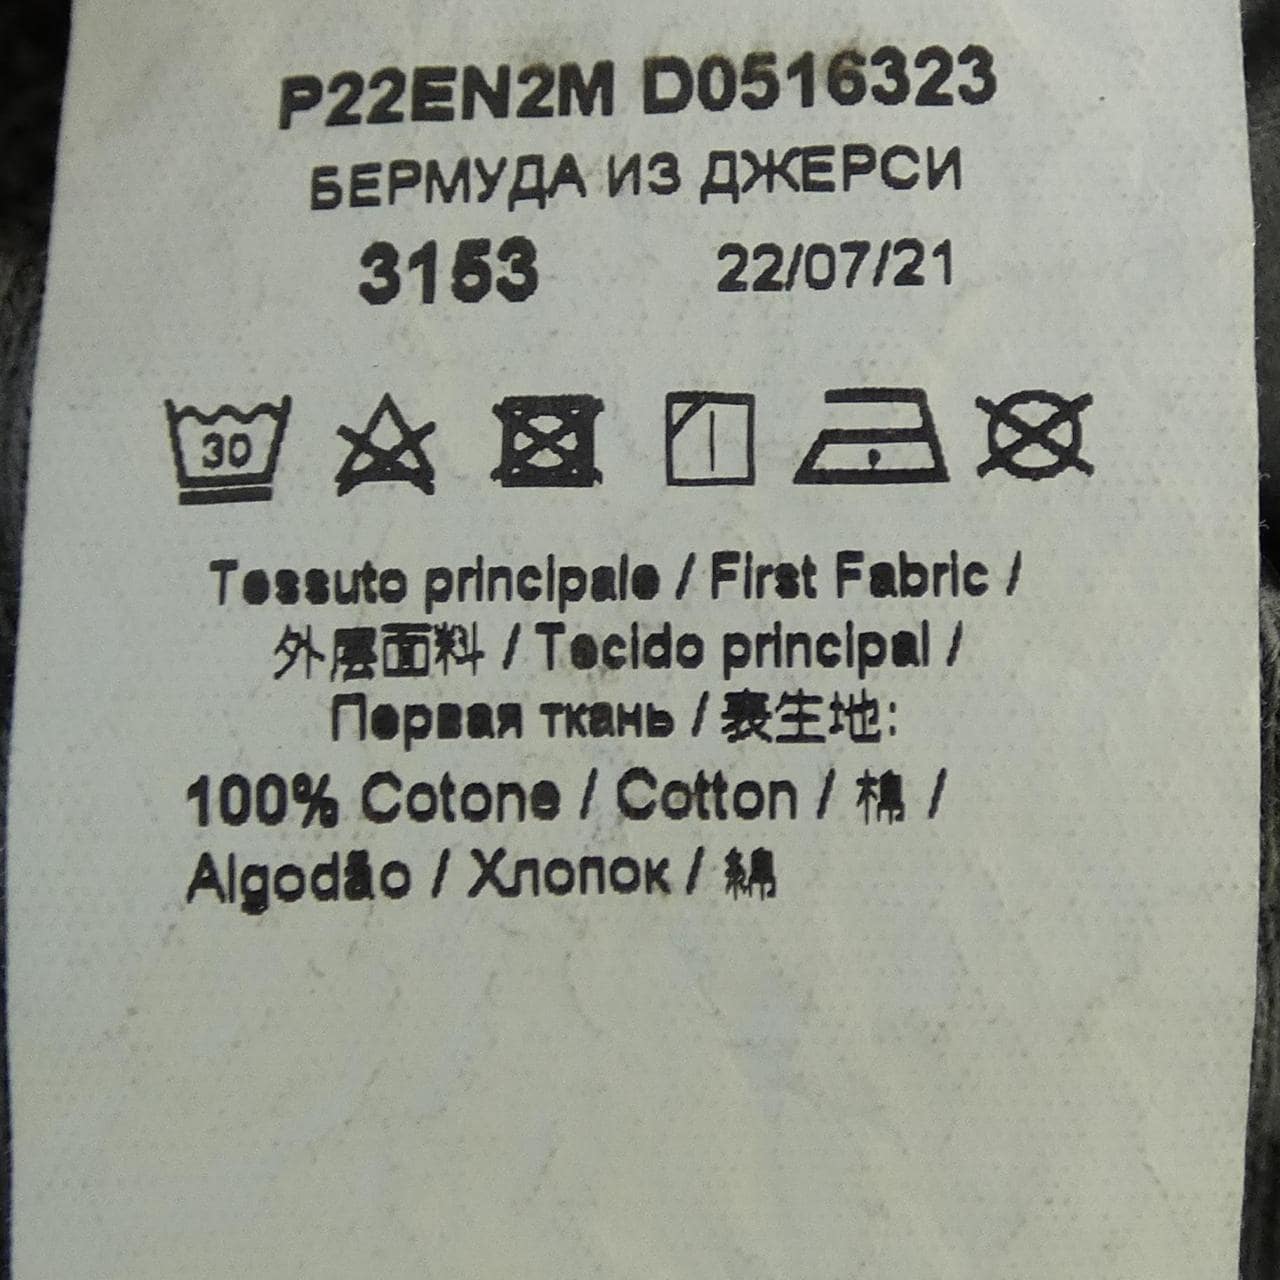 P22EN2M D0516323
БЕРМУДА ИЗ ДЖЕРСИ
3153 22/07/21
30
Tessuto principale / First Fabric /
外层面料 / Tecido principal /
Первая ткань / 表生地:
100% Cotone / Cotton / 棉 /
Algodão / Хлопок / 綿